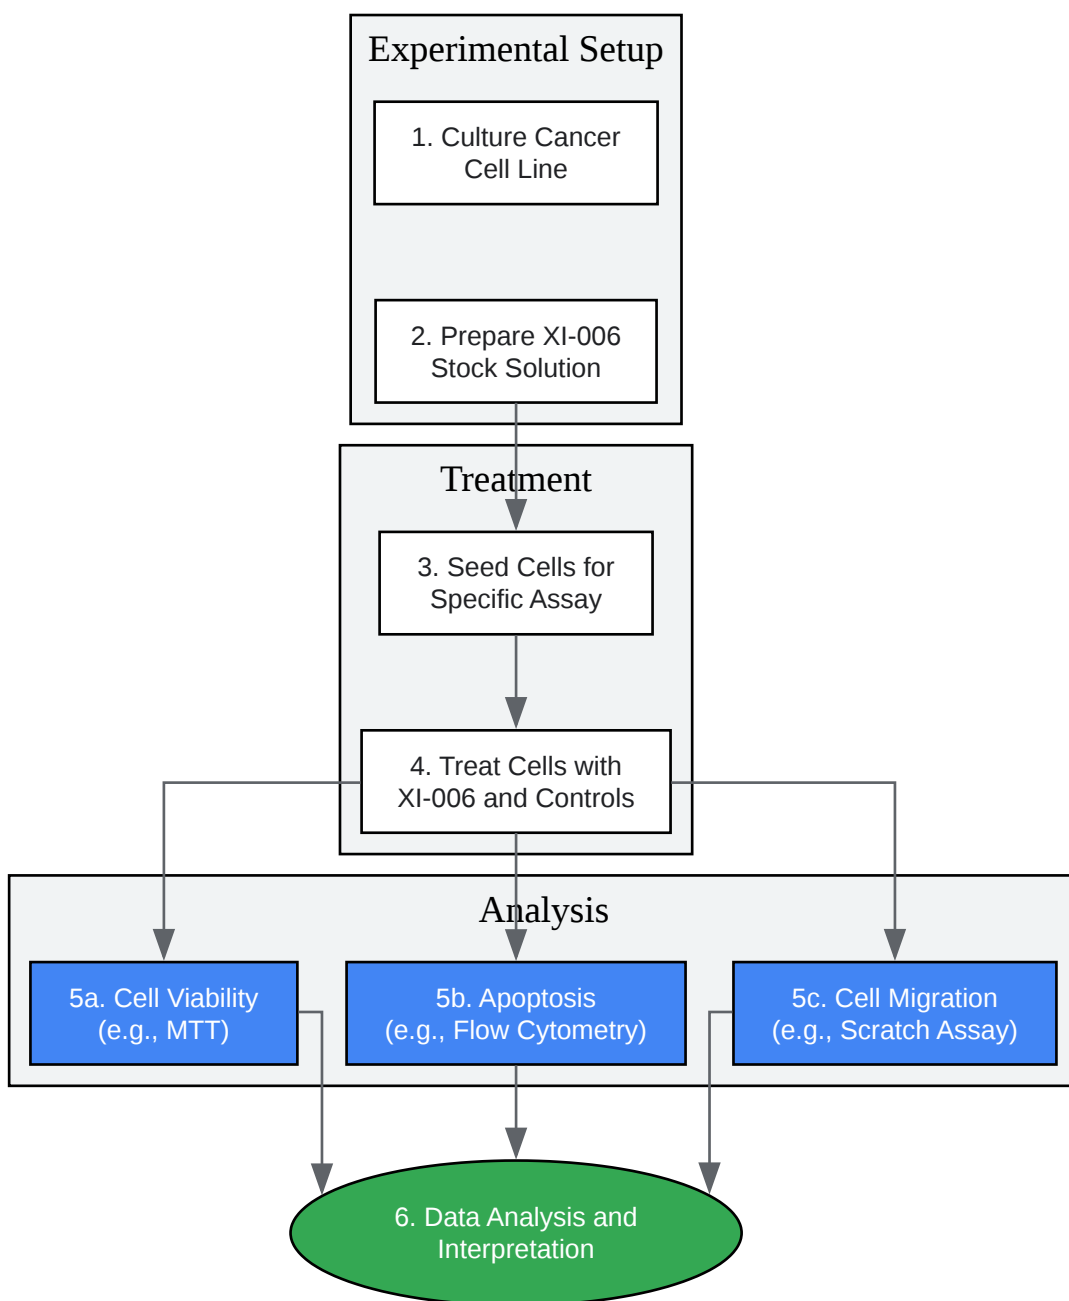 Experimental Setup
1. Culture Cancer
Cell Line
2. Prepare XI-006
Stock Solution
Treatment
3. Seed Cells for
Specific Assay
4. Treat Cells with
XI-006 and Controls
Analysis
5a. Cell Viability
(e.g., MTT)
5b. Apoptosis
(e.g., Flow Cytometry)
5c. Cell Migration
(e.g., Scratch Assay)
6. Data Analysis and
Interpretation